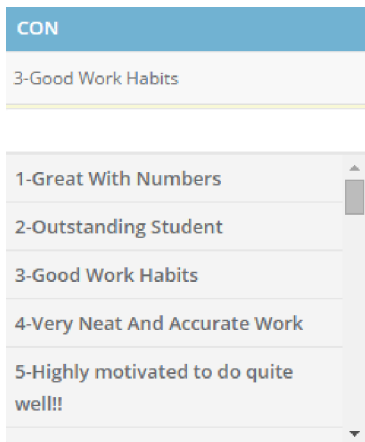 CON
3-Good Work Habits
1-Great With Numbers
2-Outstanding Student
3-Good Work Habits
4-Very Neat And Accurate Work
5-Highly motivated to do quite
well!!